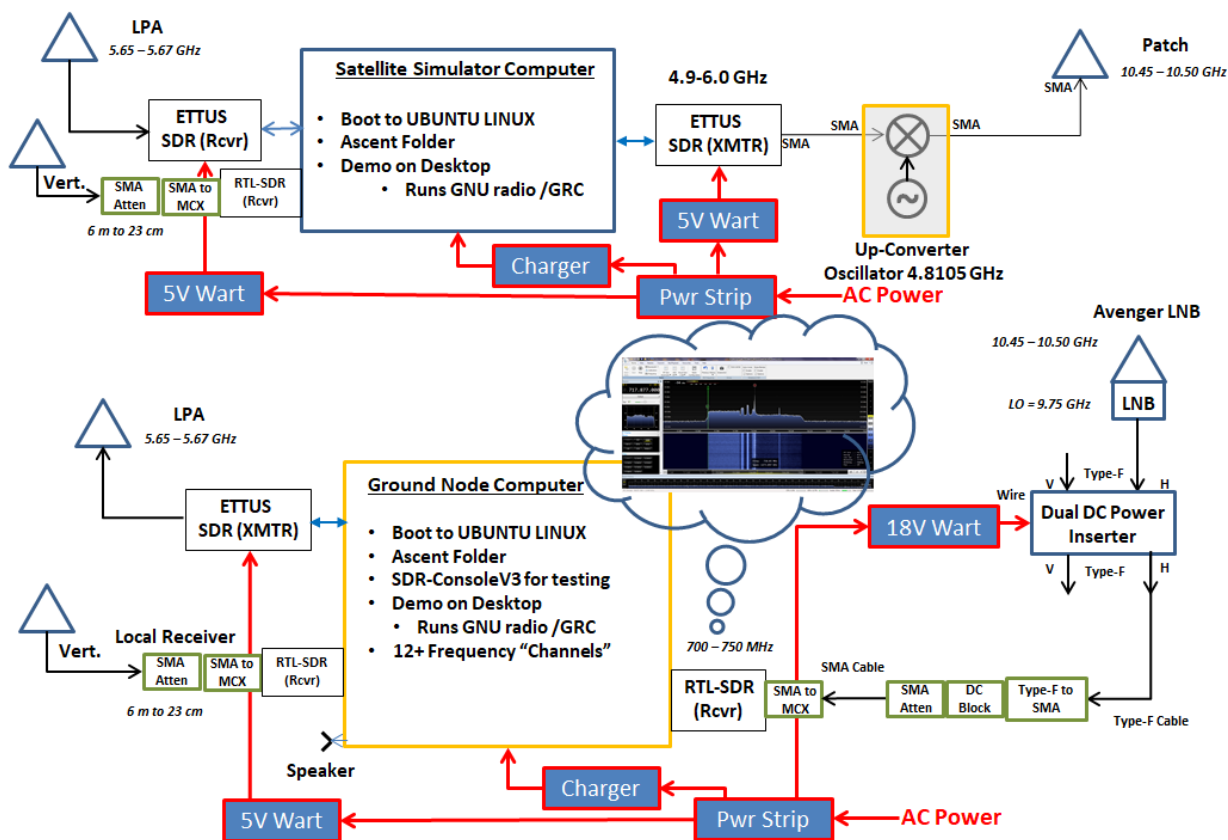 LPA
5.65 – 5.67 GHz
Satellite Simulator Computer
• Boot to UBUNTU LINUX
• Ascent Folder
• Demo on Desktop
• Runs GNU radio /GRC
ETTUS
SDR (Rcvr)
Vert.
SMA
Atten
SMA to
MCX
RTL-SDR
(Rcvr)
6 m to 23 cm
4.9-6.0 GHz
ETTUS
SDR (XMTR)
SMA
SMA
SMA
SMA
Patch
10.45 – 10.50 GHz
Up-Converter
Oscillator 4.8105 GHz
5V Wart
Charger
5V Wart
Pwr Strip
AC Power
Avenger LNB
10.45 – 10.50 GHz
LO = 9.75 GHz
LNB
717.877.000
LPA
5.65 – 5.67 GHz
ETTUS
SDR (XMTR)
Ground Node Computer
• Boot to UBUNTU LINUX
• Ascent Folder
• SDR-ConsoleV3 for testing
• Demo on Desktop
• Runs GNU radio /GRC
• 12+ Frequency “Channels”
18V Wart
Wire
V
Type-F
H
Dual DC Power
Inserter
V
Type-F
H
Local Receiver
Vert.
SMA
Atten
SMA to
MCX
RTL-SDR
(Rcvr)
6 m to 23 cm
Speaker
700 – 750 MHz
RTL-SDR
(Rcvr)
SMA to
MCX
SMA Cable
SMA
Atten
DC
Block
Type-F to
SMA
Type-F Cable
Charger
5V Wart
Pwr Strip
AC Power